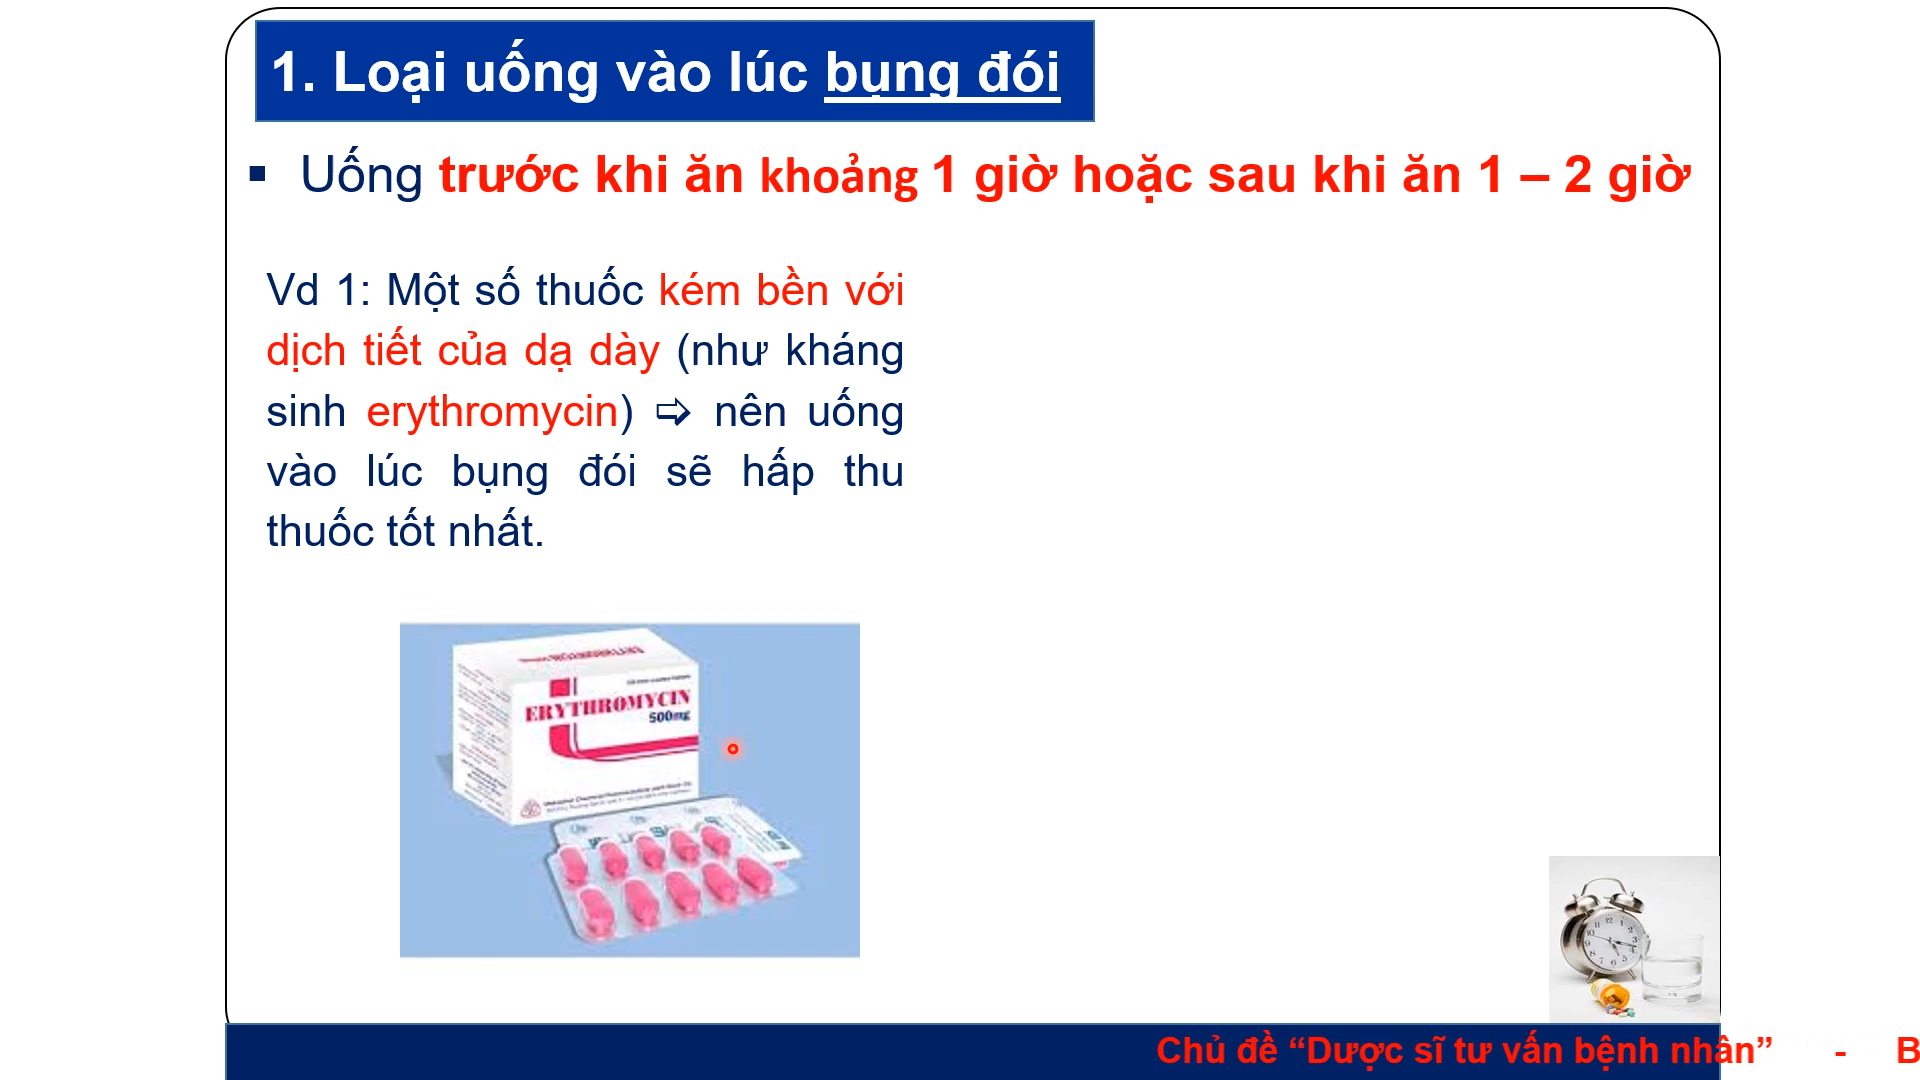 1. Loại uống vào lúc bụng đói
▪ Uống trước khi ăn khoảng 1 giờ hoặc sau khi ăn 1 – 2 giờ
Vd 1: Một số thuốc kém bền với
dịch tiết của dạ dày (như kháng
sinh erythromycin) ➩ nên uống
vào lúc bụng đói sẽ hấp thu
thuốc tốt nhất.
ERYTHROMYCIN
500mg
Chủ đề “Dược sĩ tư vấn bệnh nhân” - B